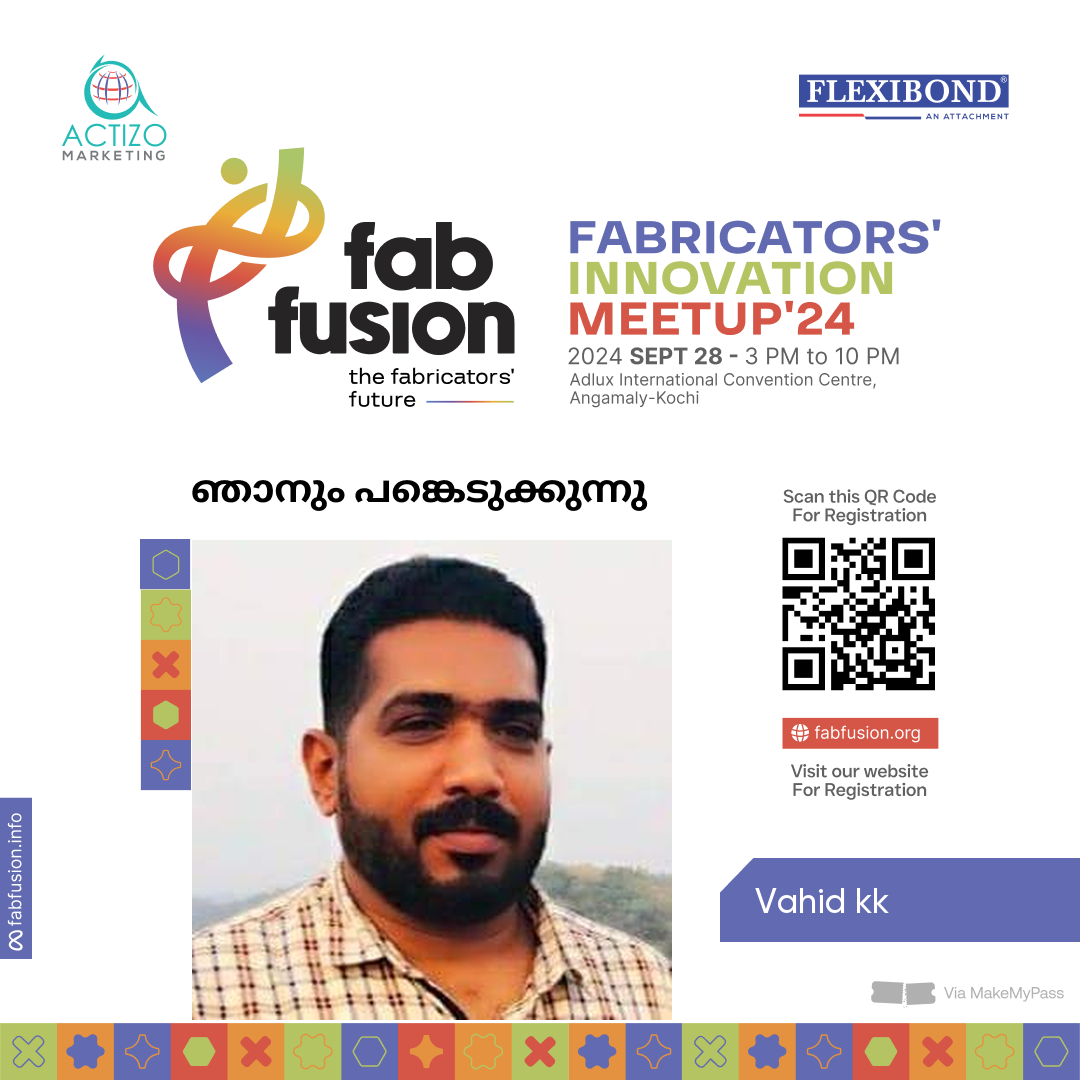 ACTIZO
MARKETING
FLEXIBOND®
AN ATTACHMENT
fab
fusion
the fabricators'
future
FABRICATORS'
INNOVATION
MEETUP'24
2024 SEPT 28 - 3 PM to 10 PM
Adlux International Convention Centre,
Angamaly-Kochi
ഞാനും പങ്കെടുക്കുന്നു
Scan this QR Code
For Registration
fabfusion.org
Visit our website
For Registration
fabfusion.info
Vahid kk
Via MakeMyPass